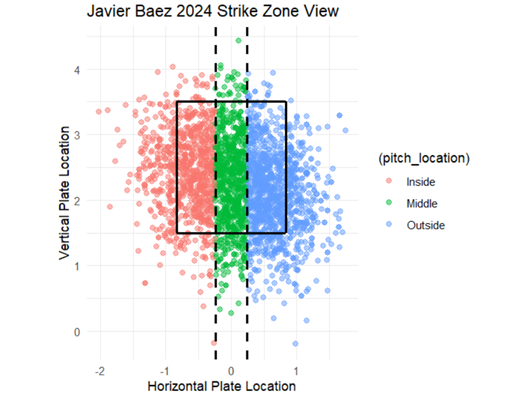 Javier Baez 2024 Strike Zone View
4
3
2
1
0
Vertical Plate Location
-2 -1 0 1
Horizontal Plate Location
(pitch_location)
Inside
Middle
Outside